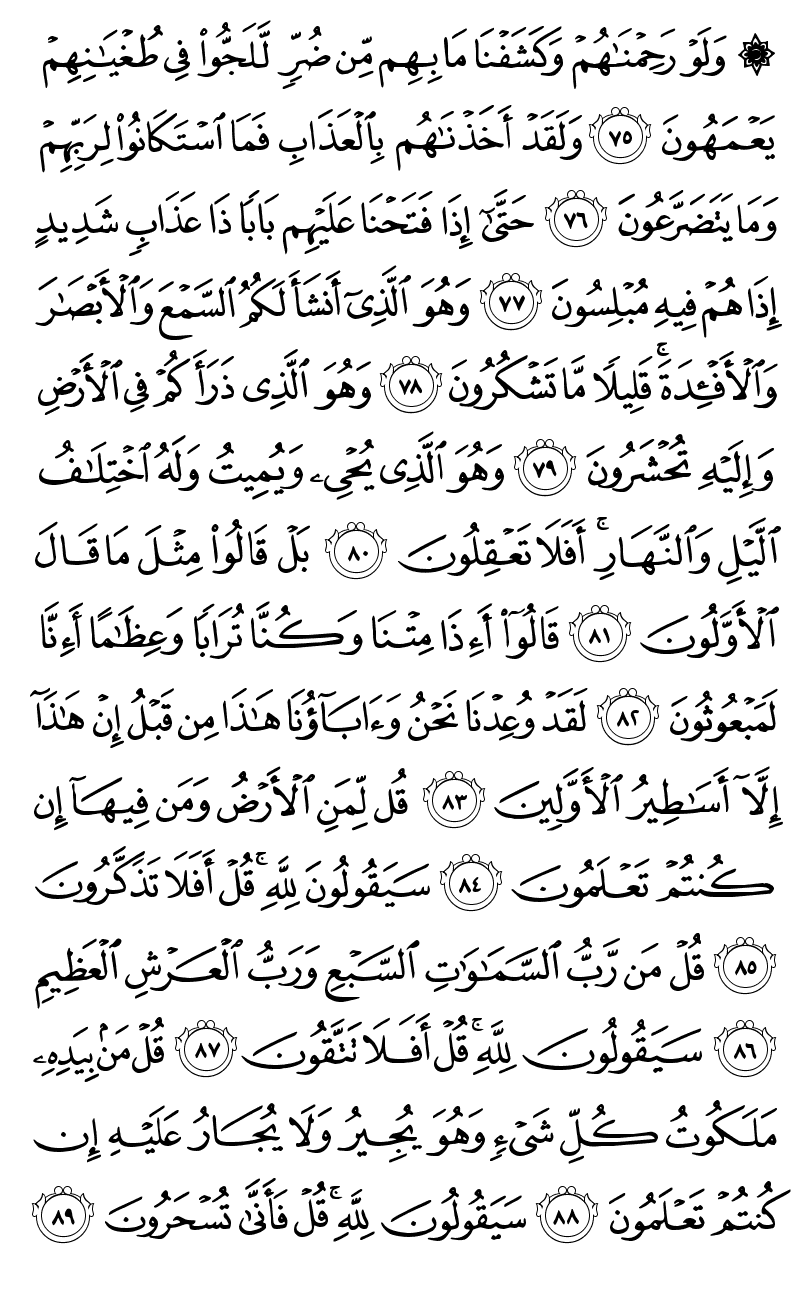 ۞ وَلَوۡ رَحِمۡنَٰهُمۡ وَكَشَفۡنَا مَا بِهِم مِّن ضُرّٖ لَّلَجُّواْ فِي طُغۡيَٰنِهِمۡ
يَعۡمَهُونَ ٧٥ وَلَقَدۡ أَخَذۡنَٰهُم بِٱلۡعَذَابِ فَمَا ٱسۡتَكَانُواْ لِرَبِّهِمۡ
وَمَا يَتَضَرَّعُونَ ٧٦ حَتَّىٰٓ إِذَا فَتَحۡنَا عَلَيۡهِم بَابٗا ذَا عَذَابٖ شَدِيدٍ
إِذَا هُمۡ فِيهِ مُبۡلِسُونَ ٧٧ وَهُوَ ٱلَّذِيٓ أَنشَأَ لَكُمُ ٱلسَّمۡعَ وَٱلۡأَبۡصَٰرَ
وَٱلۡأَفۡـِٔدَةَۚ قَلِيلٗا مَّا تَشۡكُرُونَ ٧٨ وَهُوَ ٱلَّذِي ذَرَأَكُمۡ فِي ٱلۡأَرۡضِ
وَإِلَيۡهِ تُحۡشَرُونَ ٧٩ وَهُوَ ٱلَّذِي يُحۡيِۦ وَيُمِيتُ وَلَهُ ٱخۡتِلَٰفُ
ٱلَّيۡلِ وَٱلنَّهَارِۚ أَفَلَا تَعۡقِلُونَ ٨٠ بَلۡ قَالُواْ مِثۡلَ مَا قَالَ
ٱلۡأَوَّلُونَ ٨١ قَالُوٓاْ أَءِذَا مِتۡنَا وَكُنَّا تُرَابٗا وَعِظَٰمًا أَءِنَّا
لَمَبۡعُوثُونَ ٨٢ لَقَدۡ وُعِدۡنَا نَحۡنُ وَءَابَآؤُنَا هَٰذَا مِن قَبۡلُ إِنۡ هَٰذَآ
إِلَّآ أَسَٰطِيرُ ٱلۡأَوَّلِينَ ٨٣ قُل لِّمَنِ ٱلۡأَرۡضُ وَمَن فِيهَآ إِن
كُنتُمۡ تَعۡلَمُونَ ٨٤ سَيَقُولُونَ لِلَّهِۚ قُلۡ أَفَلَا تَذَكَّرُونَ
٨٥ قُلۡ مَن رَّبُّ ٱلسَّمَٰوَٰتِ ٱلسَّبۡعِ وَرَبُّ ٱلۡعَرۡشِ ٱلۡعَظِيمِ
٨٦ سَيَقُولُونَ لِلَّهِۚ قُلۡ أَفَلَا تَتَّقُونَ ٨٧ قُلۡ مَنۢ بِيَدِهِۦ
مَلَكُوتُ كُلِّ شَيۡءٖ وَهُوَ يُجِيرُ وَلَا يُجَارُ عَلَيۡهِ إِن
كُنتُمۡ تَعۡلَمُونَ ٨٨ سَيَقُولُونَ لِلَّهِۚ قُلۡ فَأَنَّىٰ تُسۡحَرُونَ ٨٩